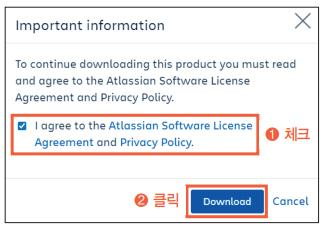 Important information
To continue downloading this product you must read
and agree to the Atlassian Software License
Agreement and Privacy Policy.
I agree to the Atlassian Software License
Agreement and Privacy Policy.
❶ 체크
❷ 클릭 Download Cancel